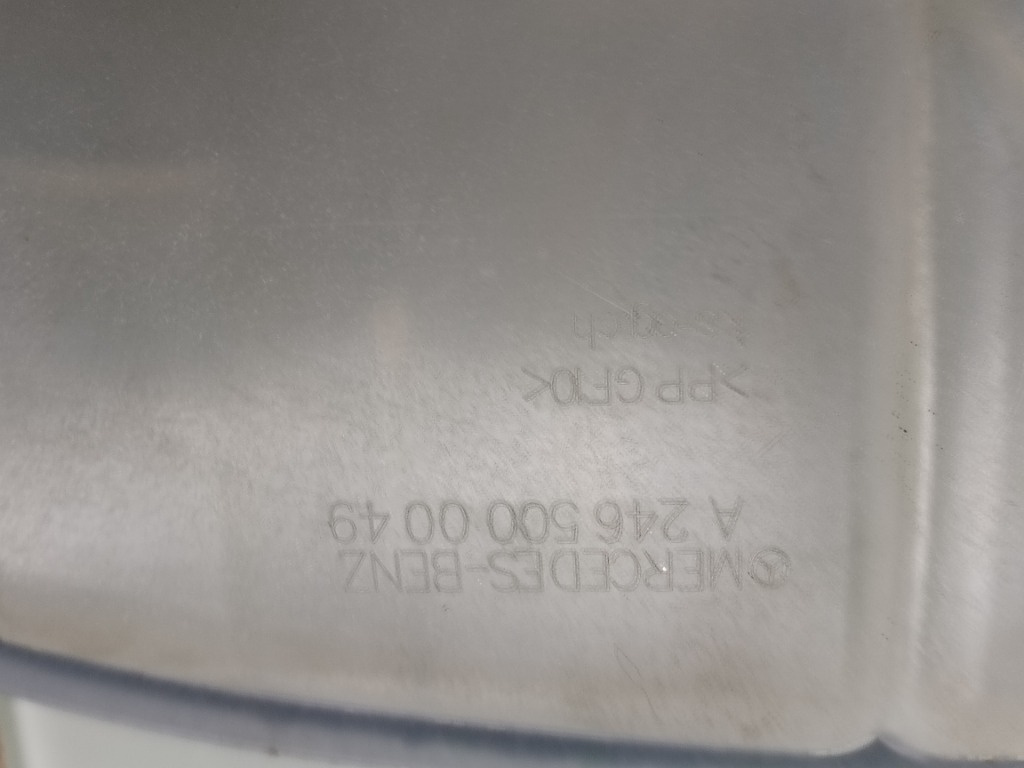 MERCEDES-BENZ
A 246 500 00 49
>PP GF10<